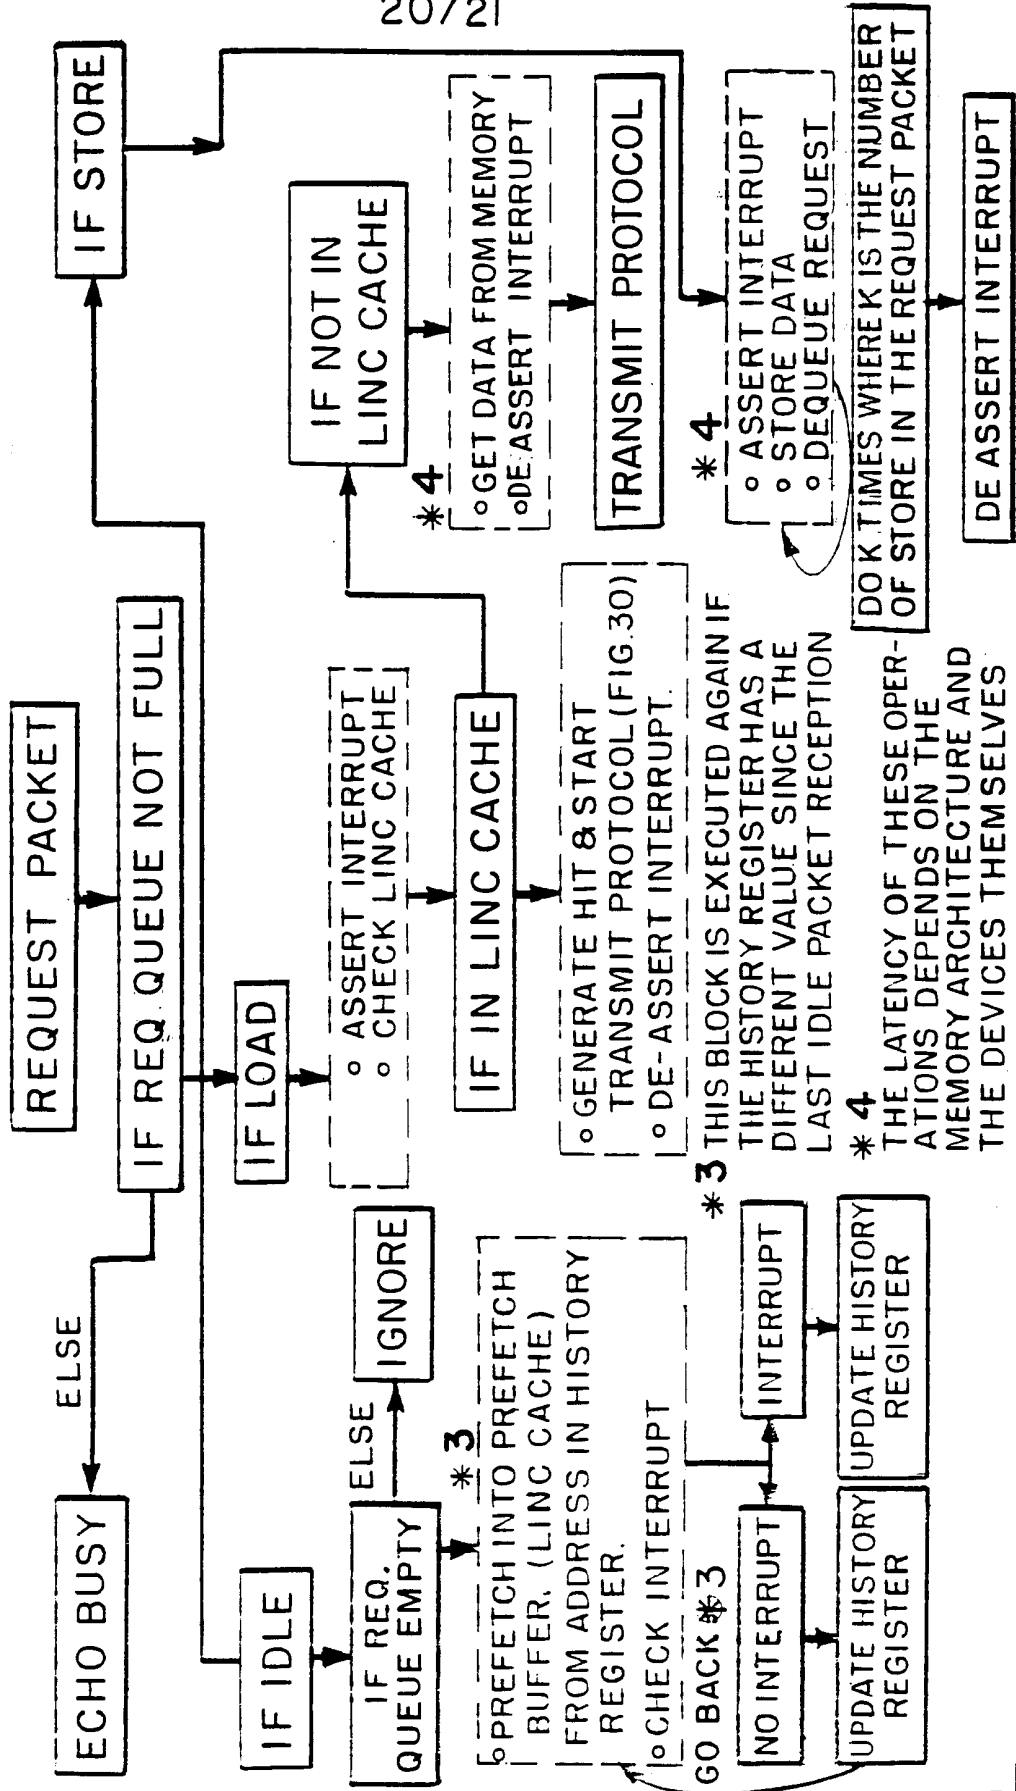 20/21
REQUEST PACKET
ELSE
ECHO BUSY
IF REQ QUEUE NOT FULL
IF STORE
IF IDLE
IF LOAD
IF REQ.
QUEUE EMPTY
ELSE
IGNORE
○ ASSERT INTERRUPT
○ CHECK LINC CACHE
IF NOT IN
LINC CACHE
IF IN LINC CACHE
*4
○ GET DATA FROM MEMORY
○ DE ASSERT INTERRUPT
*3
○ PREFETCH INTO PREFETCH
BUFFER. (LINC CACHE)
FROM ADDRESS IN HISTORY
REGISTER.
○ CHECK INTERRUPT
○ GENERATE HIT & START
TRANSMIT PROTOCOL (FIG.30)
○ DE-ASSERT INTERRUPT.
TRANSMIT PROTOCOL
GO BACK *3
NO INTERRUPT
INTERRUPT
UPDATE HISTORY
REGISTER
UPDATE HISTORY
REGISTER
*3 THIS BLOCK IS EXECUTED AGAIN IF
THE HISTORY REGISTER HAS A
DIFFERENT VALUE SINCE THE
LAST IDLE PACKET RECEPTION
*4
THE LATENCY OF THESE OPER-
ATIONS DEPENDS ON THE
MEMORY ARCHITECTURE AND
THE DEVICES THEMSELVES
*4
○ ASSERT INTERRUPT
○ STORE DATA
○ DEQUEUE REQUEST
DO K TIMES WHERE K IS THE NUMBER
OF STORE IN THE REQUEST PACKET
DE ASSERT INTERRUPT